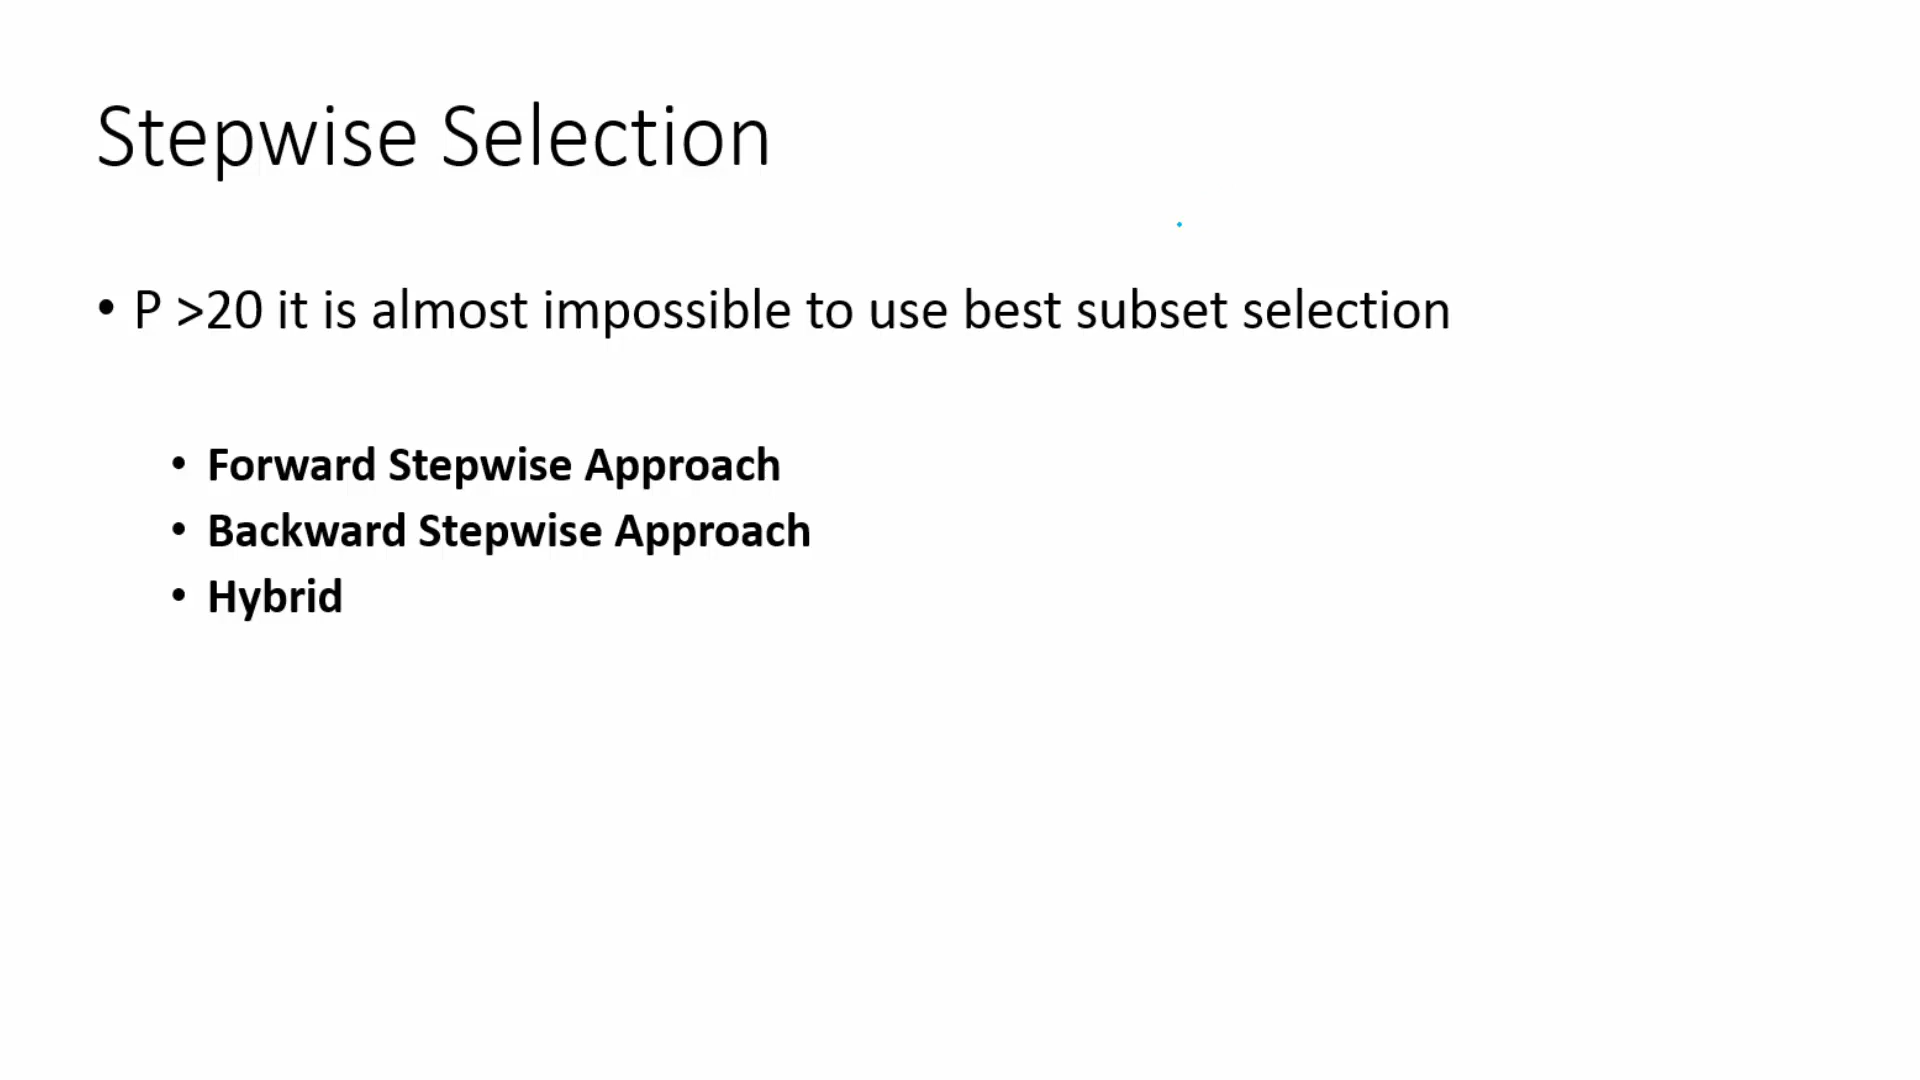 Stepwise Selection
• P >20 it is almost impossible to use best subset selection
• Forward Stepwise Approach
• Backward Stepwise Approach
• Hybrid